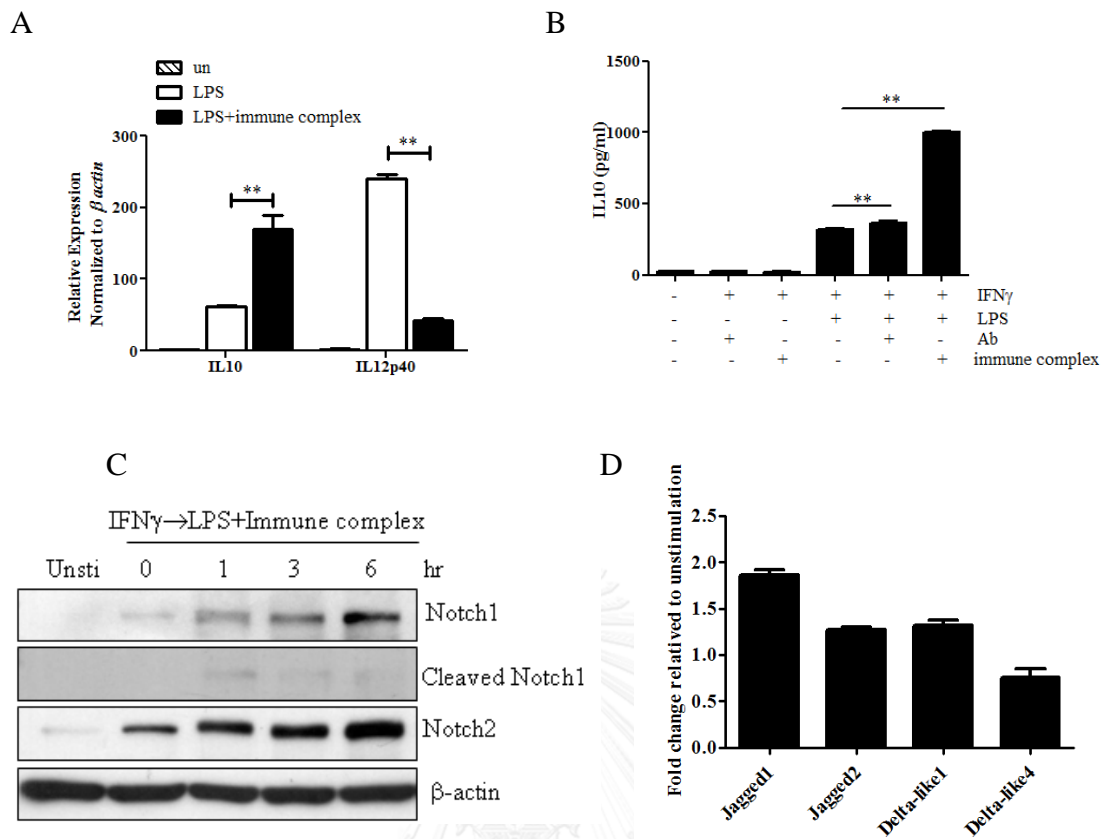 A
un
LPS
LPS+immune complex
Relative Expression
Normalized to β actin
300
200
100
0
**
**
IL10
IL12p40
B
IL10 (pg/ml)
1000
500
0
**
**
- + + + + + IFNγ
- - - + + + LPS
- + - - + - Ab
- - + - - + immune complex
C
IFNγ→LPS+Immune complex
Unsti 0 1 3 6 hr
Notch1
Cleaved Notch1
Notch2
β-actin
D
Fold change relatived to unstimulation
2.5
2.0
1.5
1.0
0.5
0.0
Jagged1
Jagged2
Delta-like1
Delta-like4